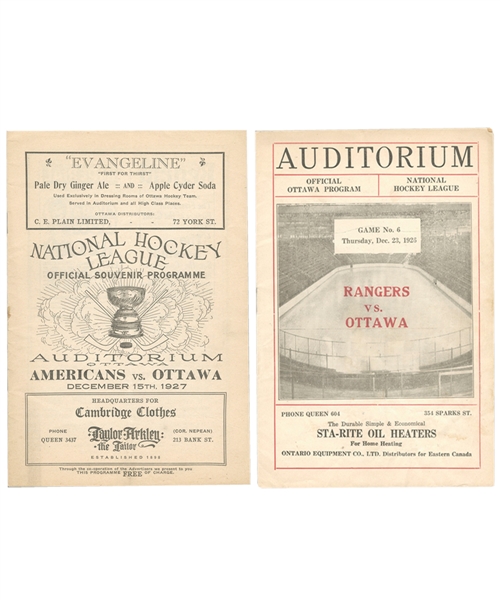 "EVANGELINE"
"FIRST FOR THIRST"
Pale Dry Ginger Ale :: AND :: Apple Cyder Soda
Used Exclusively in Dressing Rooms of Ottawa Hockey Team.
Served in Auditorium and all High Class Places.
OTTAWA DISTRIBUTORS:
C. E. PLAIN LIMITED, - - 72 YORK ST.
NATIONAL HOCKEY
LEAGUE
OFFICIAL SOUVENIR PROGRAMME
AUDITORIUM
OTTAWA
AMERICANS vs. OTTAWA
DECEMBER 15TH, 1927
HEADQUARTERS FOR
Cambridge Clothes
PHONE QUEEN 3437
Taylor-Arkley:
the Tailor
(COR. NEPEAN) 213 BANK ST.
ESTABLISHED 1898
Through the co-operation of the Advertisers we present to you
THIS PROGRAMME FREE OF CHARGE.
AUDITORIUM
OFFICIAL OTTAWA PROGRAM
NATIONAL HOCKEY LEAGUE
GAME No. 6
Thursday, Dec. 23, 1926
RANGERS
VS.
OTTAWA
PHONE QUEEN 604 354 SPARKS ST.
The Durable Simple & Economical
STA-RITE OIL HEATERS
For Home Heating
ONTARIO EQUIPMENT CO., LTD. Distributors for Eastern Canada